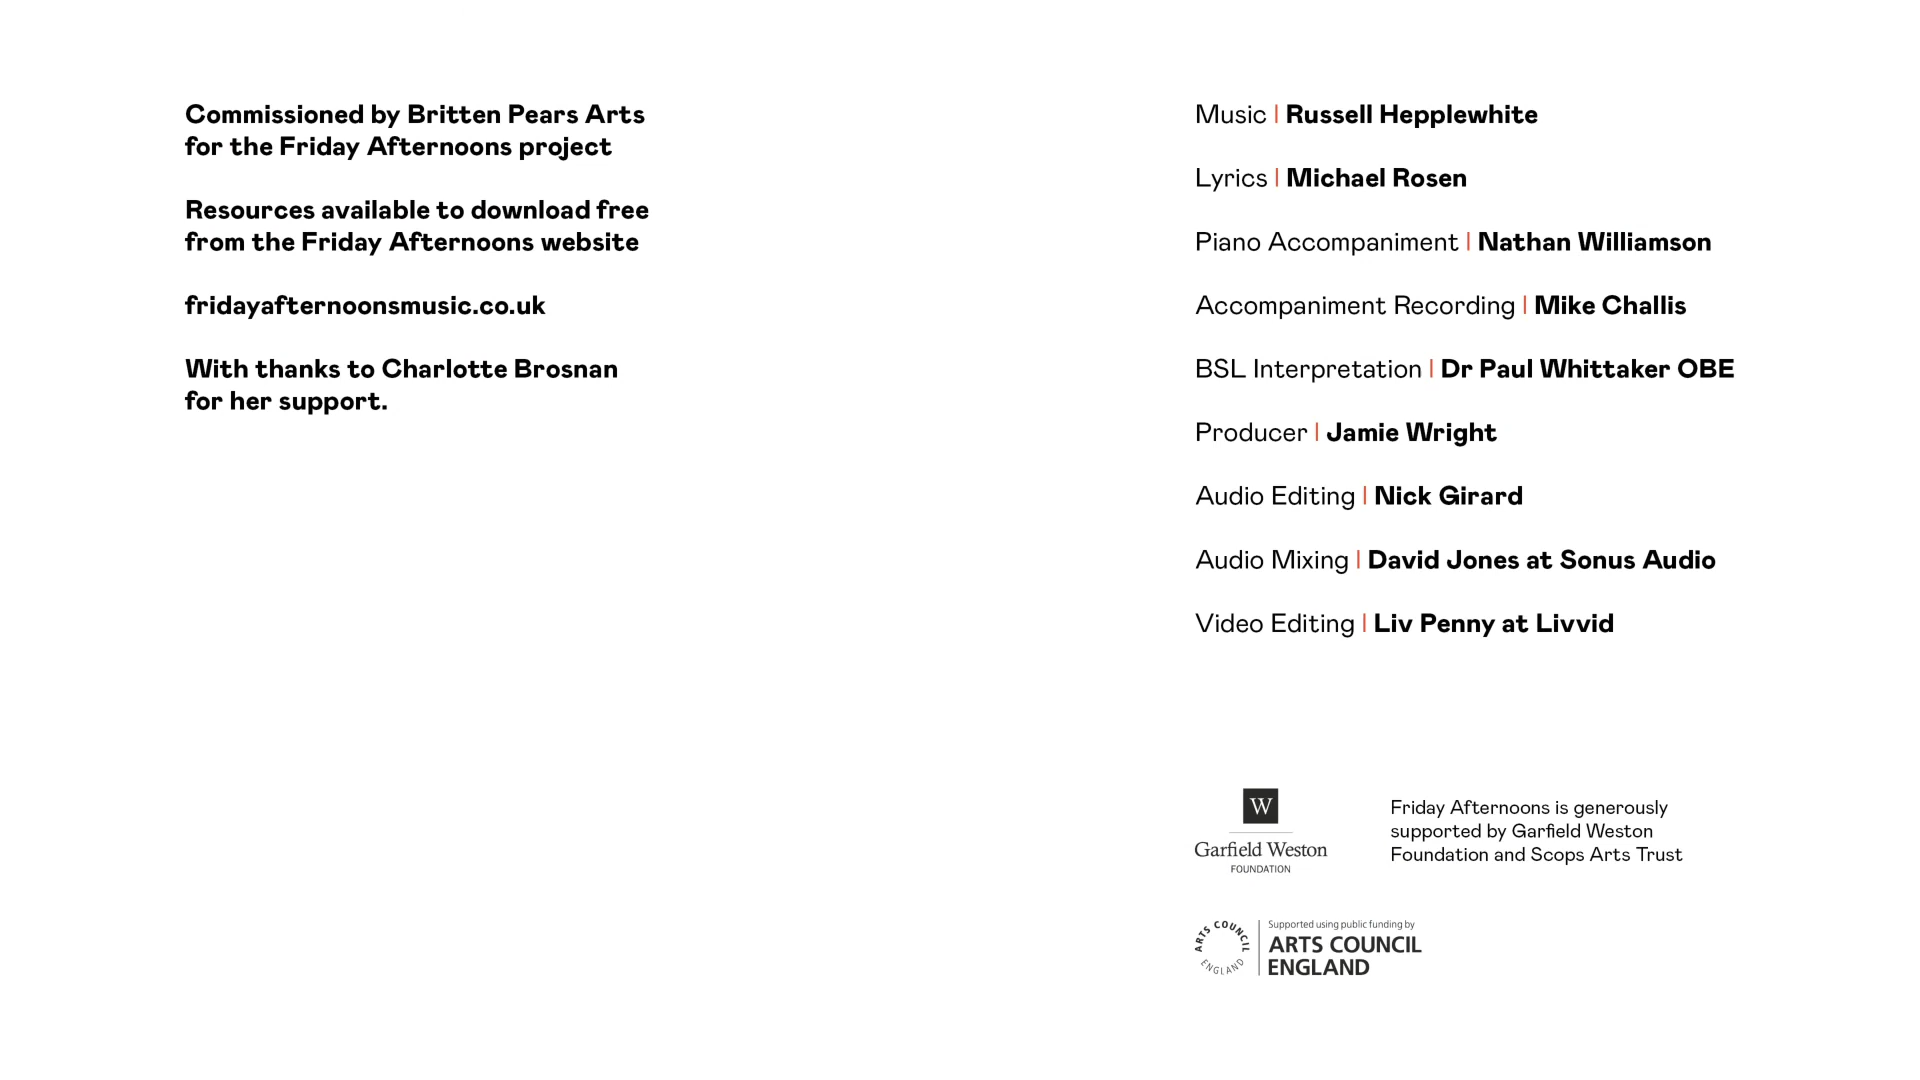 Commissioned by Britten Pears Arts
for the Friday Afternoons project
Resources available to download free
from the Friday Afternoons website
fridayafternoonsmusic.co.uk
With thanks to Charlotte Brosnan
for her support.
Music | Russell Hepplewhite
Lyrics | Michael Rosen
Piano Accompaniment | Nathan Williamson
Accompaniment Recording | Mike Challis
BSL Interpretation | Dr Paul Whittaker OBE
Producer | Jamie Wright
Audio Editing | Nick Girard
Audio Mixing | David Jones at Sonus Audio
Video Editing | Liv Penny at Livvid
W
Garfield Weston
FOUNDATION
Friday Afternoons is generously
supported by Garfield Weston
Foundation and Scops Arts Trust
ARTS COUNCIL
ENGLAND
Supported using public funding by
ARTS COUNCIL
ENGLAND